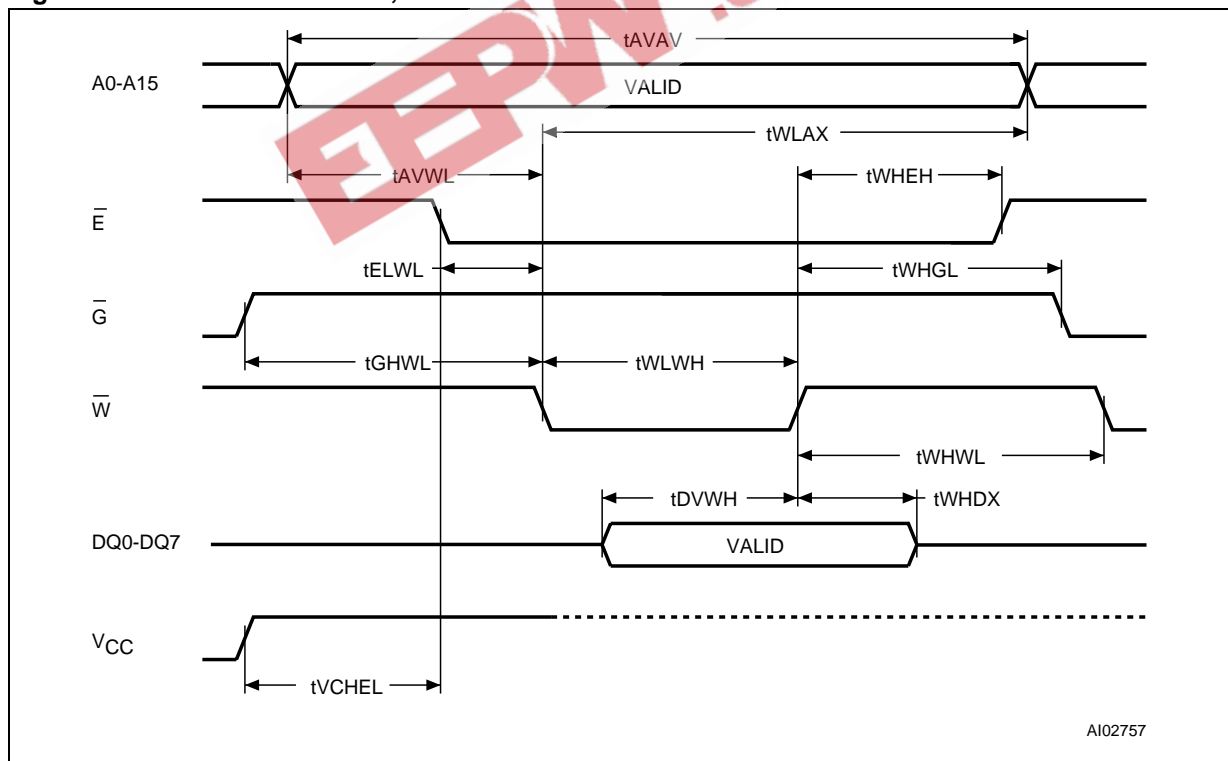 tAVAV
A0-A15
VALID
tWLAX
tAVWL
tWHEH
E
tELWL
tWHGL
G
tGHWL
tWLWH
W
tWHWL
tDVWH
tWHDX
DQ0-DQ7
VALID
VCC
tVCHEL
AI02757
EEPW